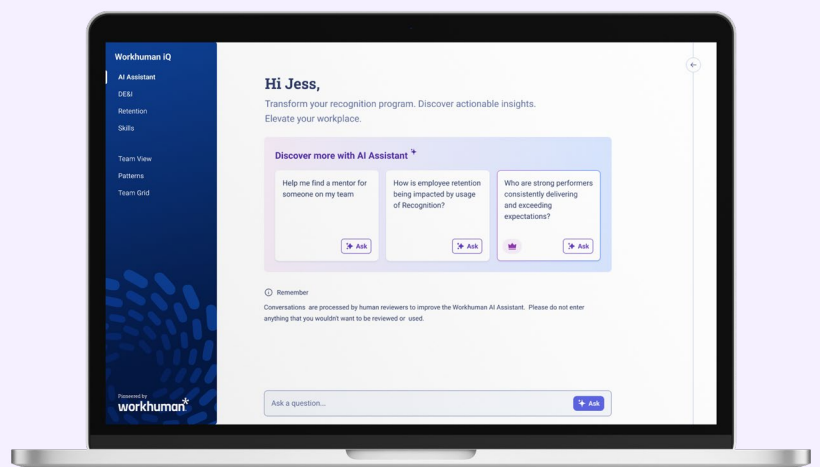 Workhuman iQ
AI Assistant
DE&I
Retention
Skills
Team View
Patterns
Team Grid
Powered by
workhuman*
Hi Jess,
Transform your recognition program. Discover actionable insights.
Elevate your workplace.
Discover more with AI Assistant
Help me find a mentor for
someone on my team
Ask
How is employee retention
being impacted by usage
of Recognition?
Ask
Who are strong performers
consistently delivering
and exceeding
expectations?
Ask
Remember
Conversations are processed by human reviewers to improve the Workhuman AI Assistant. Please do not enter
anything that you wouldn't want to be reviewed or used.
Ask a question...
Ask